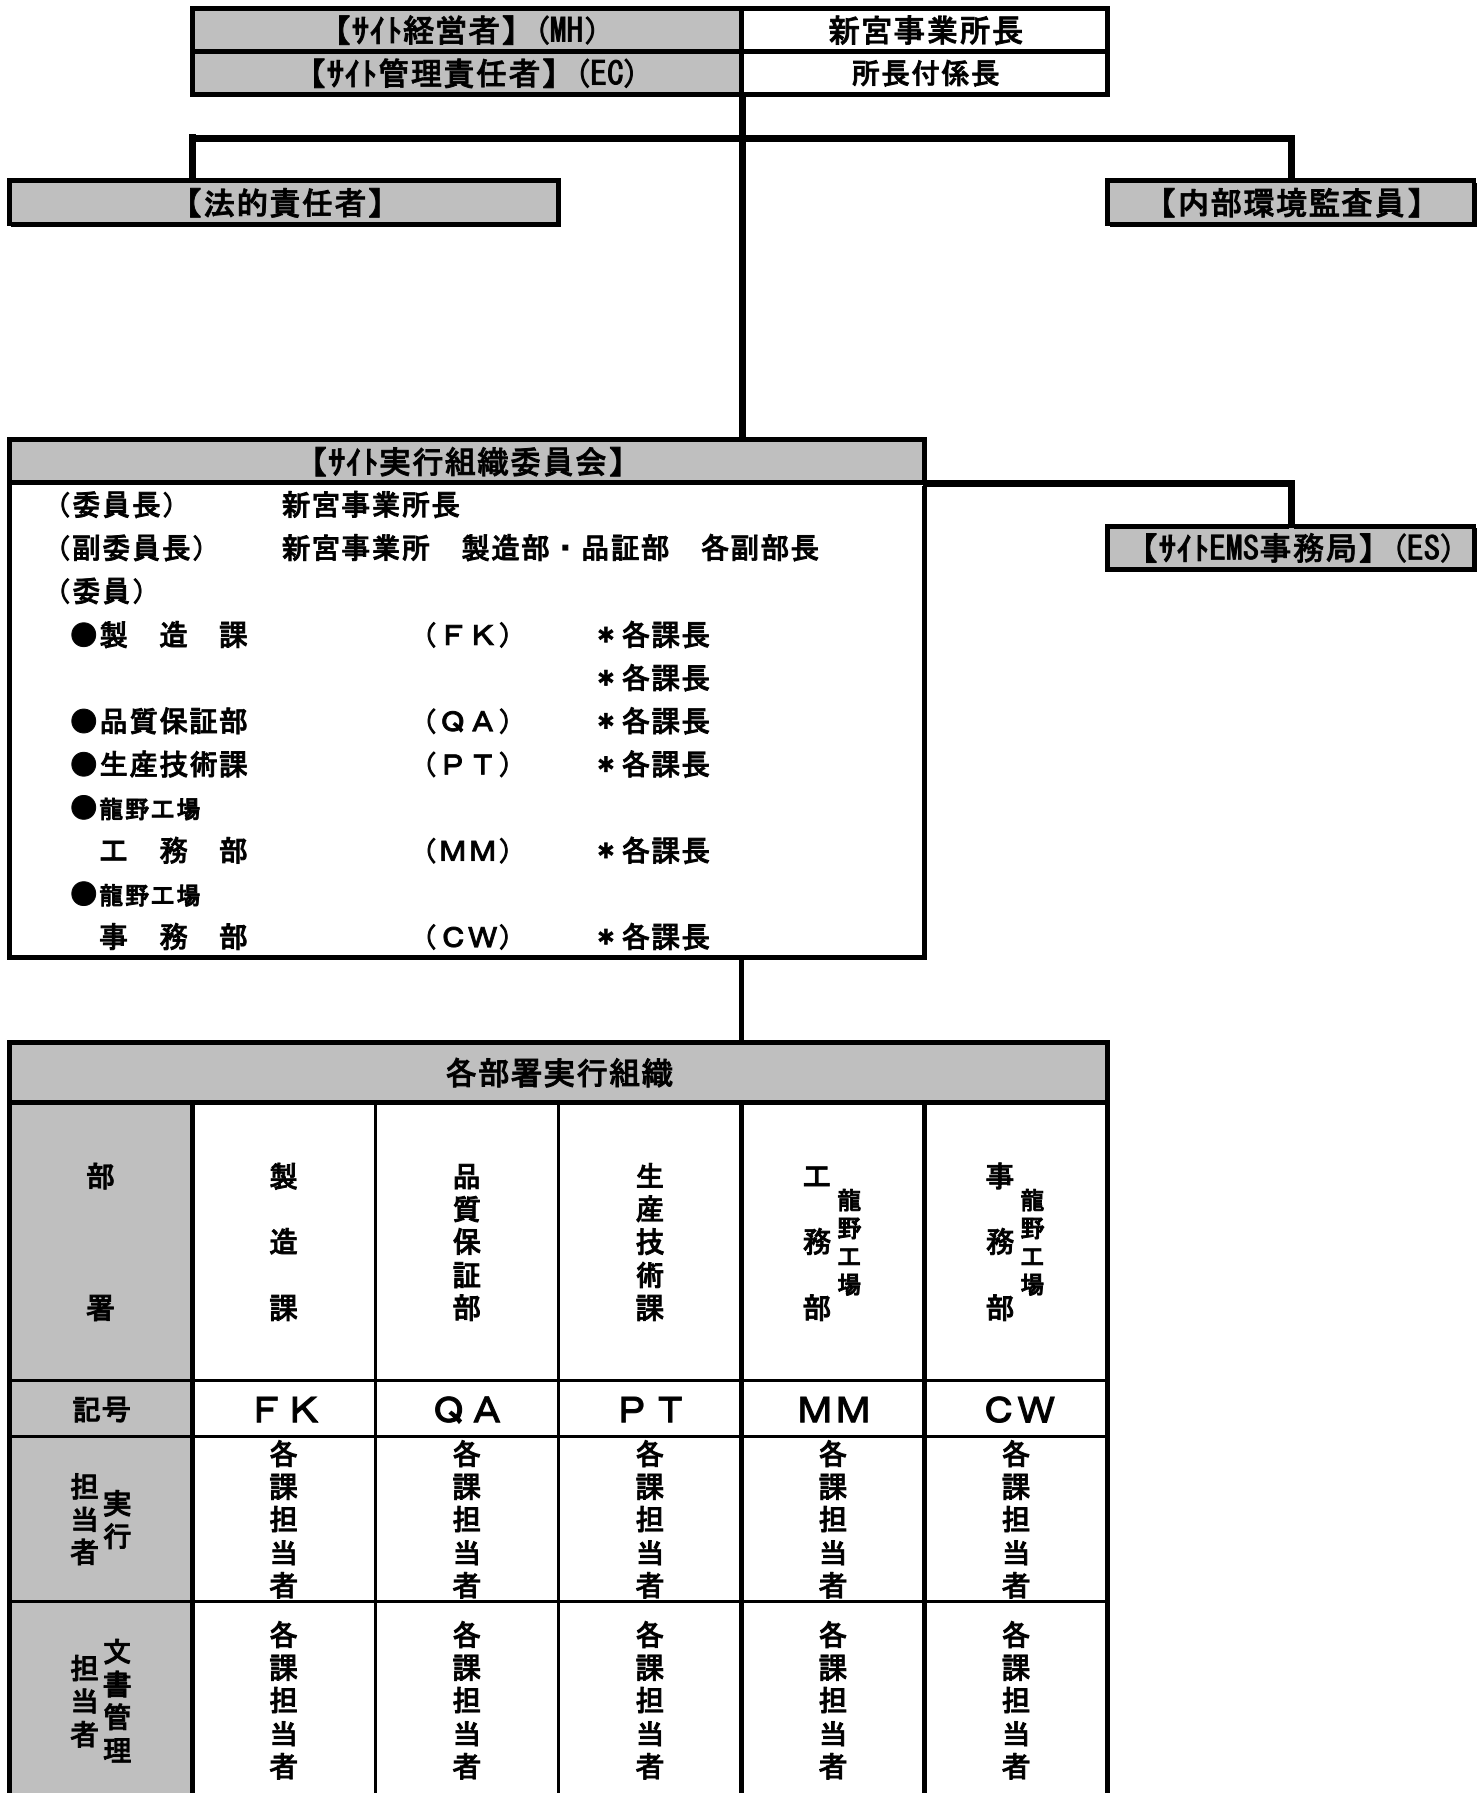 【ｻｲﾄ経営者】(MH) 新宮事業所長
【ｻｲﾄ管理責任者】(EC) 所長付係長
【法的責任者】 【内部環境監査員】
【ｻｲﾄ実行組織委員会】
（委員長） 新宮事業所長
（副委員長） 新宮事業所　製造部・品証部　各副部長
【ｻｲﾄEMS事務局】(ES)
（委員）
●製　造　課 （ＦＫ） ＊各課長
＊各課長
●品質保証部 （ＱＡ） ＊各課長
●生産技術課 （ＰＴ） ＊各課長
●龍野工場
工　務　部 （ＭＭ） ＊各課長
●龍野工場
事　務　部 （ＣＷ） ＊各課長
各部署実行組織
部　署
製　造　課
品質保証部
生産技術課
龍野工場
工　務　部
龍野工場
事　務　部
記号 ＦＫ ＱＡ ＰＴ ＭＭ ＣＷ
実行
担当者
各課担当者
各課担当者
各課担当者
各課担当者
各課担当者
文書管理
担当者
各課担当者
各課担当者
各課担当者
各課担当者
各課担当者